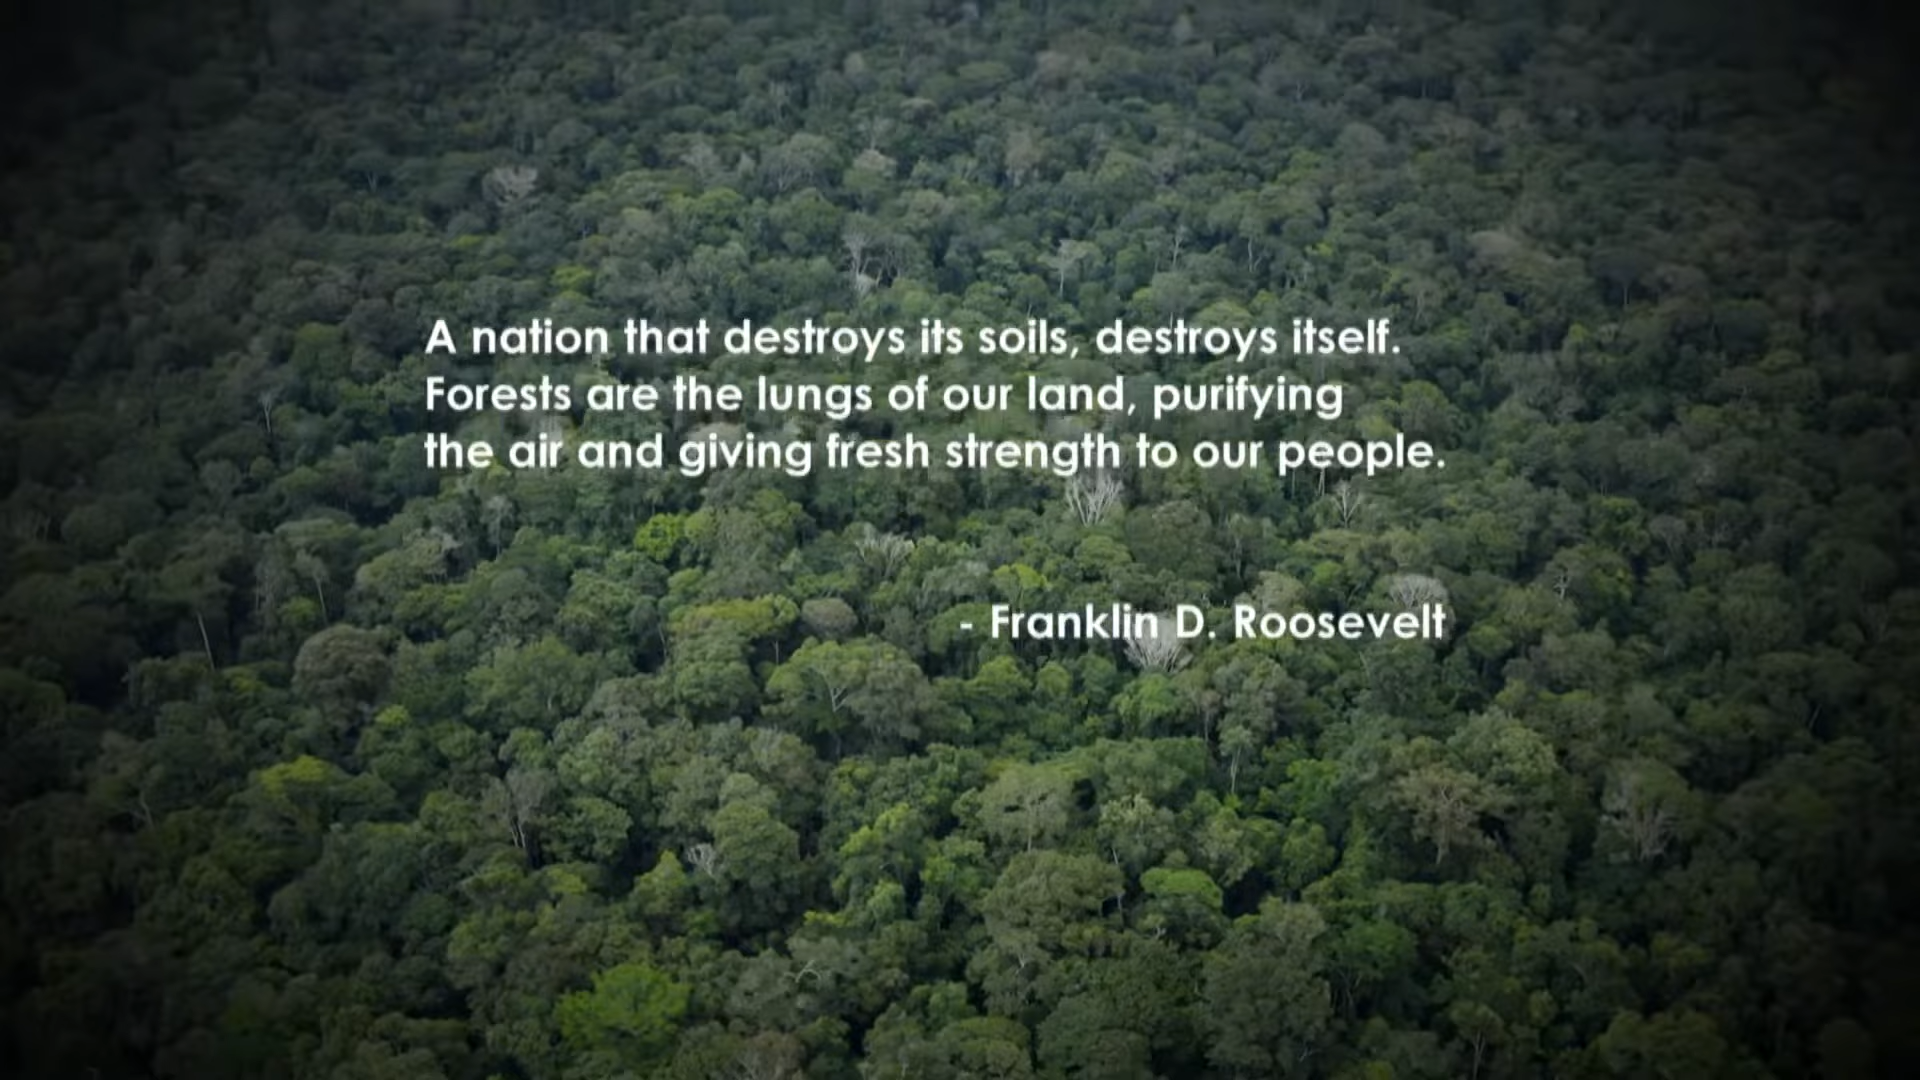 A nation that destroys its soils, destroys itself.
Forests are the lungs of our land, purifying
the air and giving fresh strength to our people.
- Franklin D. Roosevelt